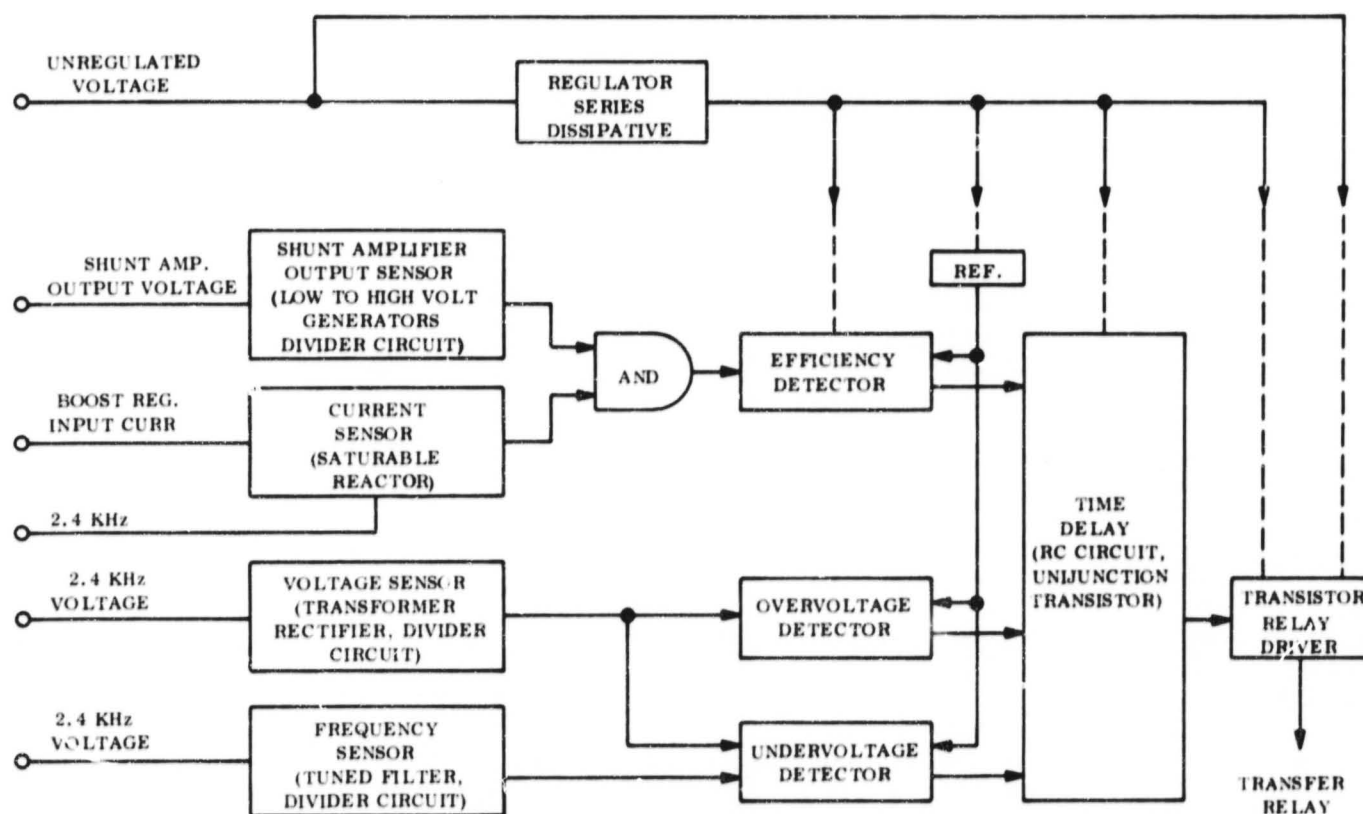 UNREGULATED
VOLTAGE
REGULATOR
SERIES
DISSIPATIVE
SHUNT AMP.
OUTPUT VOLTAGE
SHUNT AMPLIFIER
OUTPUT SENSOR
(LOW TO HIGH VOLT
GENERATORS
DIVIDER CIRCUIT)
REF.
AND
EFFICIENCY
DETECTOR
BOOST REG.
INPUT CURR
CURRENT
SENSOR
(SATURABLE
REACTOR)
2.4 KHz
TIME
DELAY
(RC CIRCUIT,
UNIJUNCTION
TRANSISTOR)
2.4 KHz
VOLTAGE
VOLTAGE SENSOR
(TRANSFORMER
RECTIFIER, DIVIDER
CIRCUIT)
OVERVOLTAGE
DETECTOR
TRANSISTOR
RELAY
DRIVER
2.4 KHz
VOLTAGE
FREQUENCY
SENSOR
(TUNED FILTER,
DIVIDER CIRCUIT)
UNDERVOLTAGE
DETECTOR
TRANSFER
RELAY